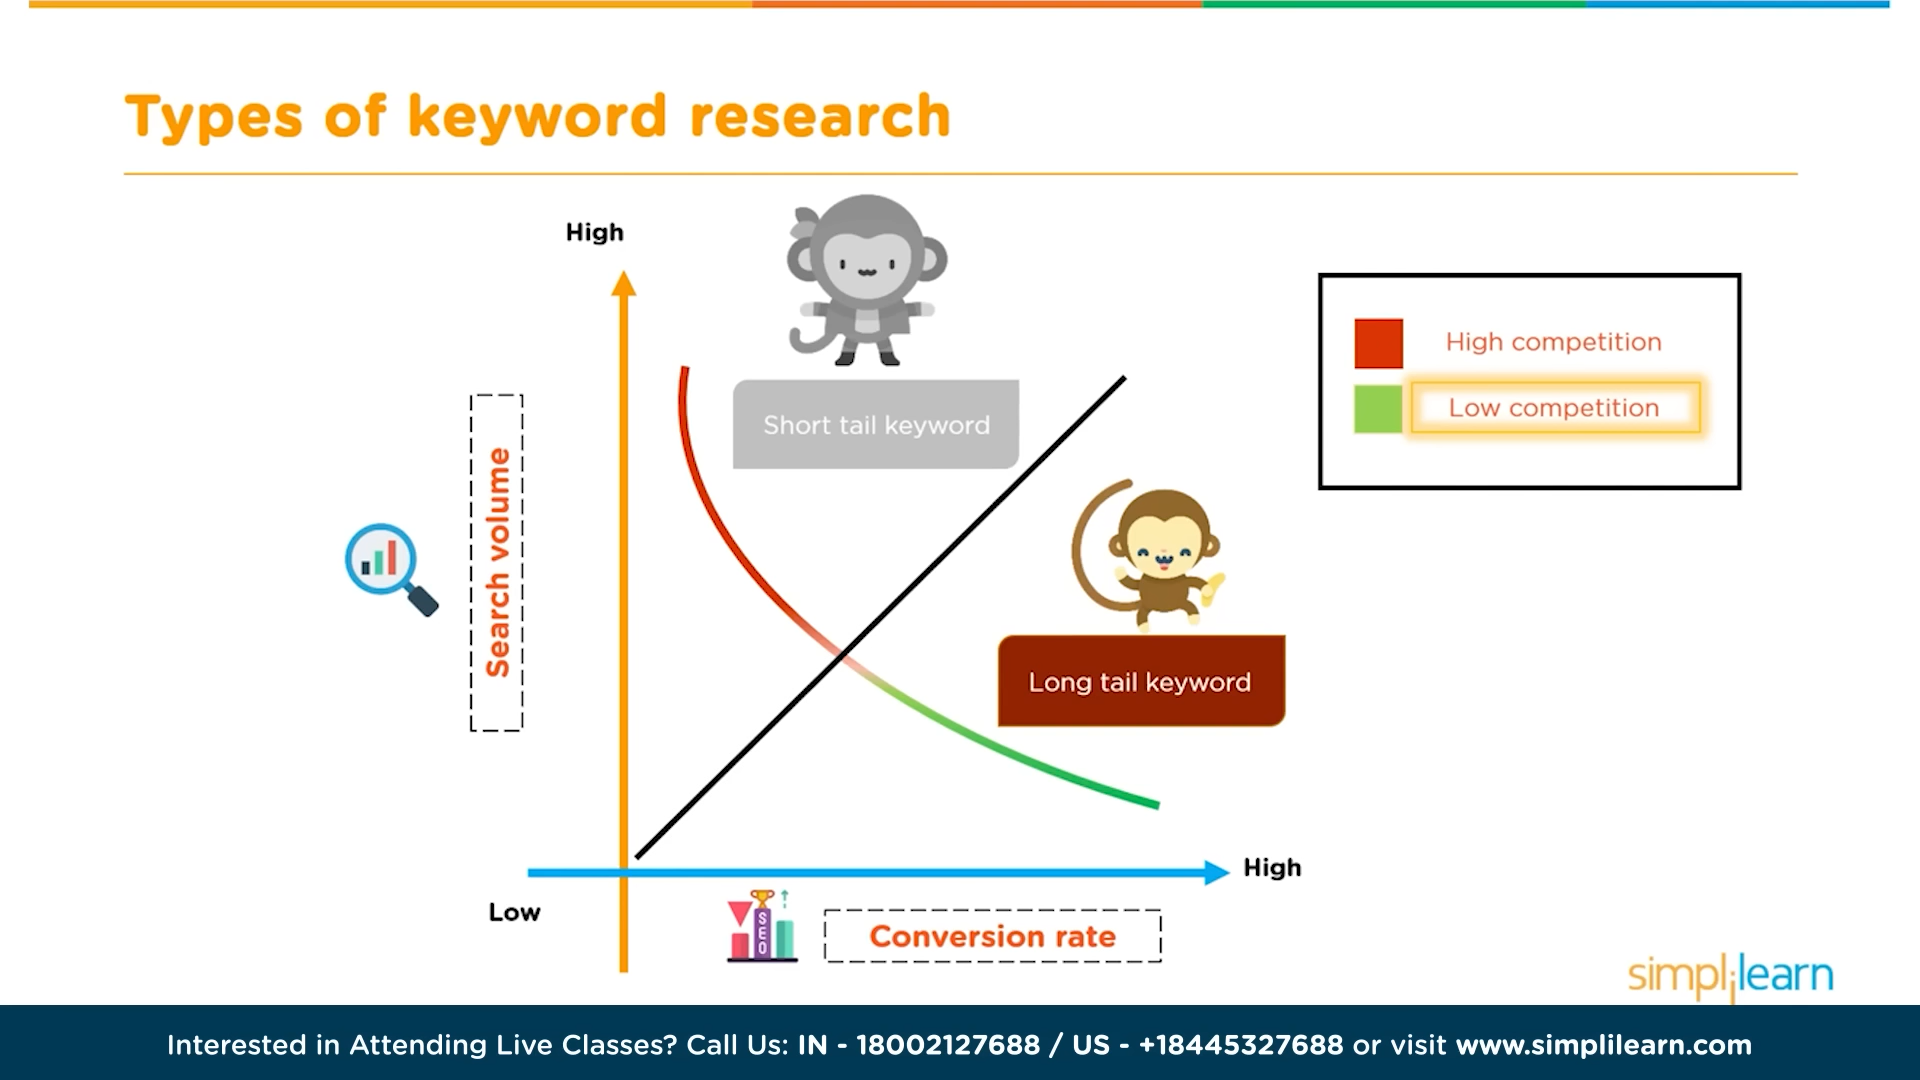 Types of keyword research
High
High competition
Low competition
Short tail keyword
Search volume
Long tail keyword
High
Low
SEO
Conversion rate
simplilearn
Interested in Attending Live Classes? Call Us: IN - 18002127688 / US - +18445327688 or visit www.simplilearn.com